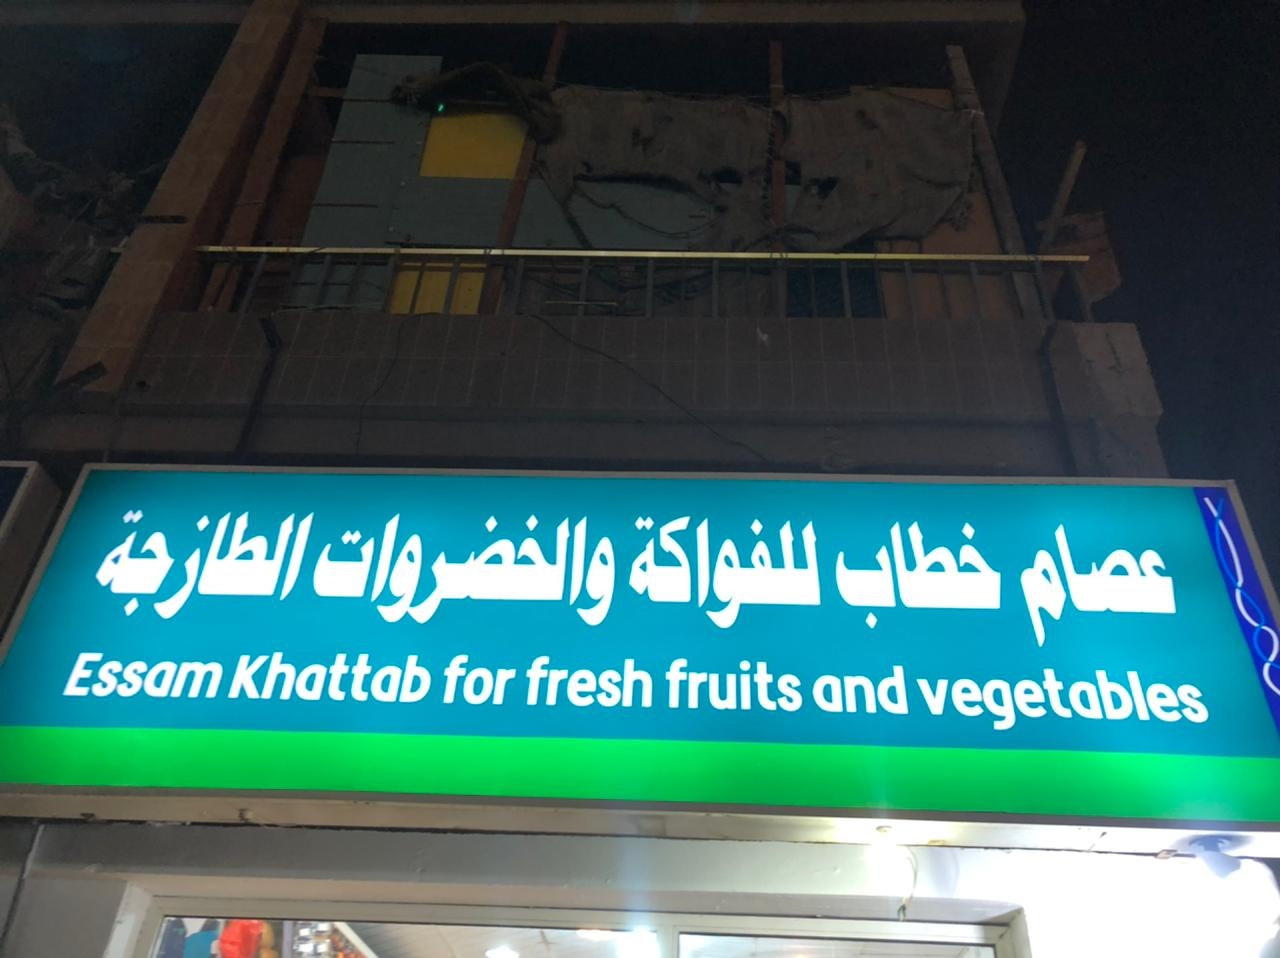 عصام خطاب للفواكة والخضروات الطازجة
Essam Khattab for fresh fruits and vegetables